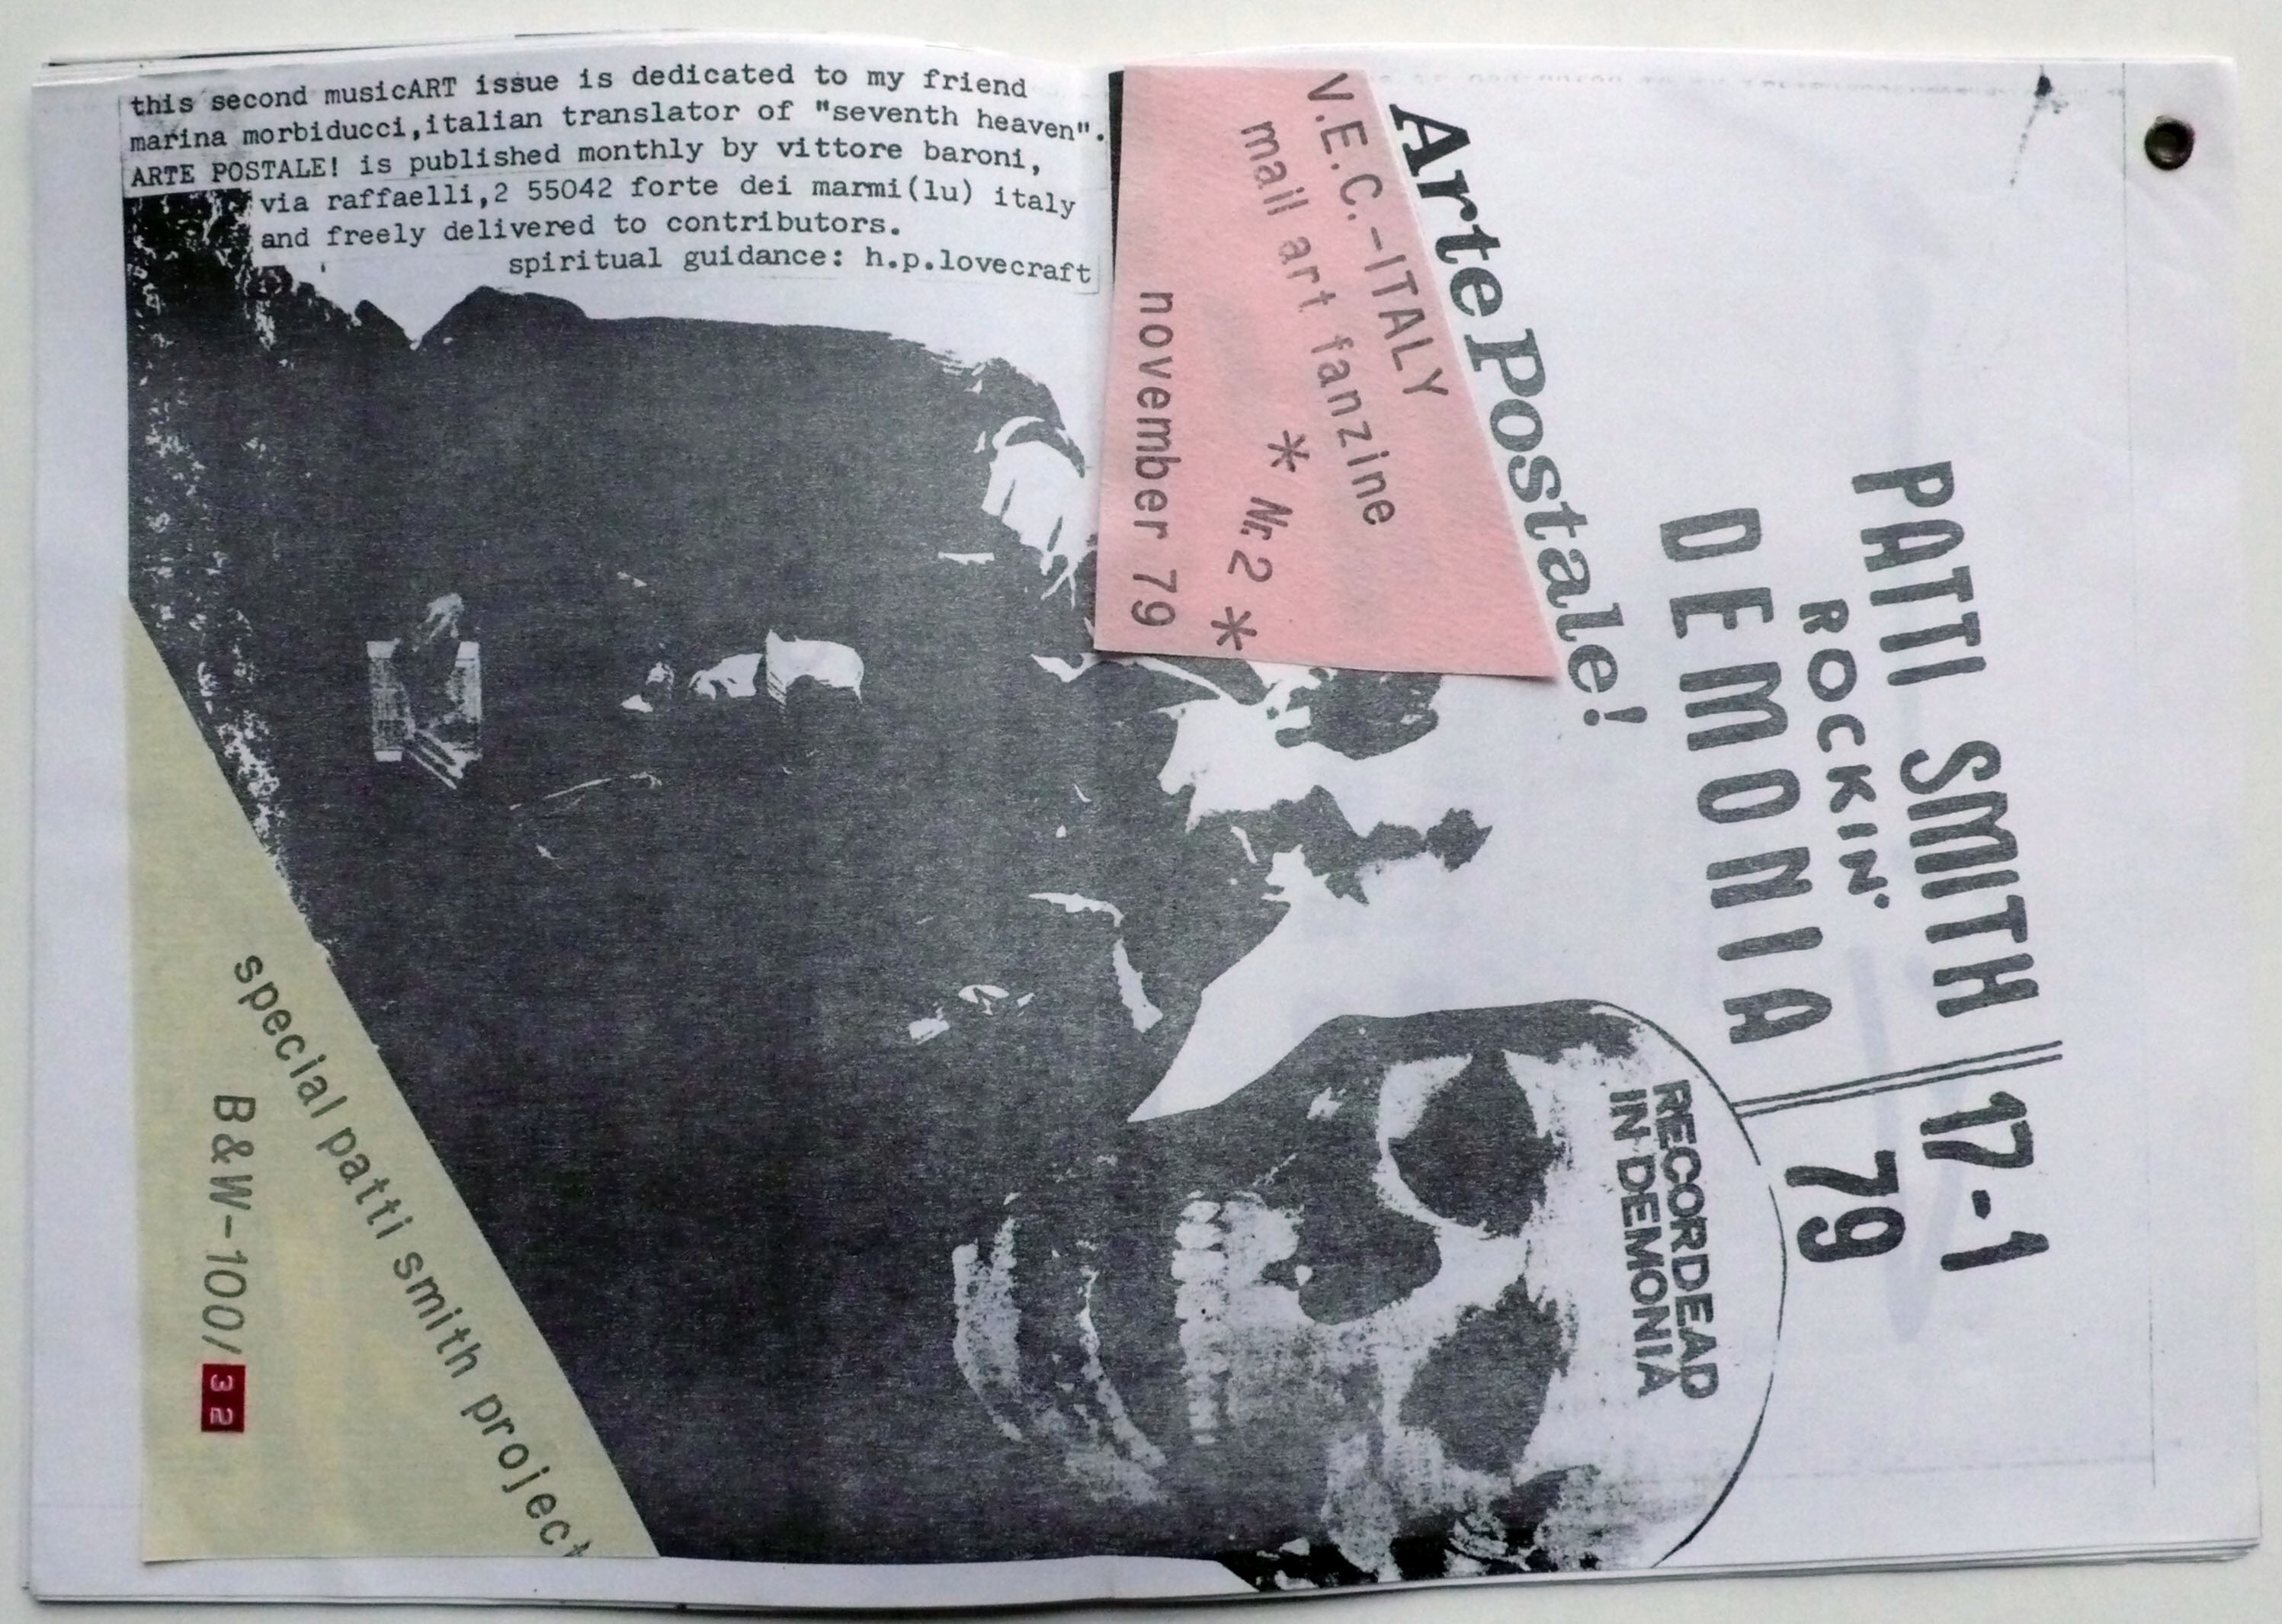 this second musicART issue is dedicated to my friend
marina morbiducci,italian translator of "seventh heaven".
ARTE POSTALE! is published monthly by vittore baroni,
via raffaelli,2 55042 forte dei marmi(lu) italy
and freely delivered to contributors.
spiritual guidance: h.p.lovecraft
PATTI SMITH 17-1
ROCKIN'
DEMONIA 79
Arte Postale!
V.E.C.-ITALY
mail art fanzine
* Nr.2 *
november 79
RECORDEAD
IN DEMONIA
special patti smith project
B&W-100/32